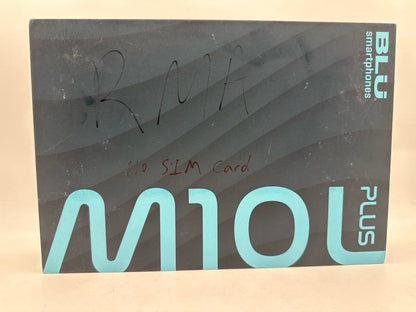 BLU
smartphones
RMA
No SIM Card
M10L
PLUS